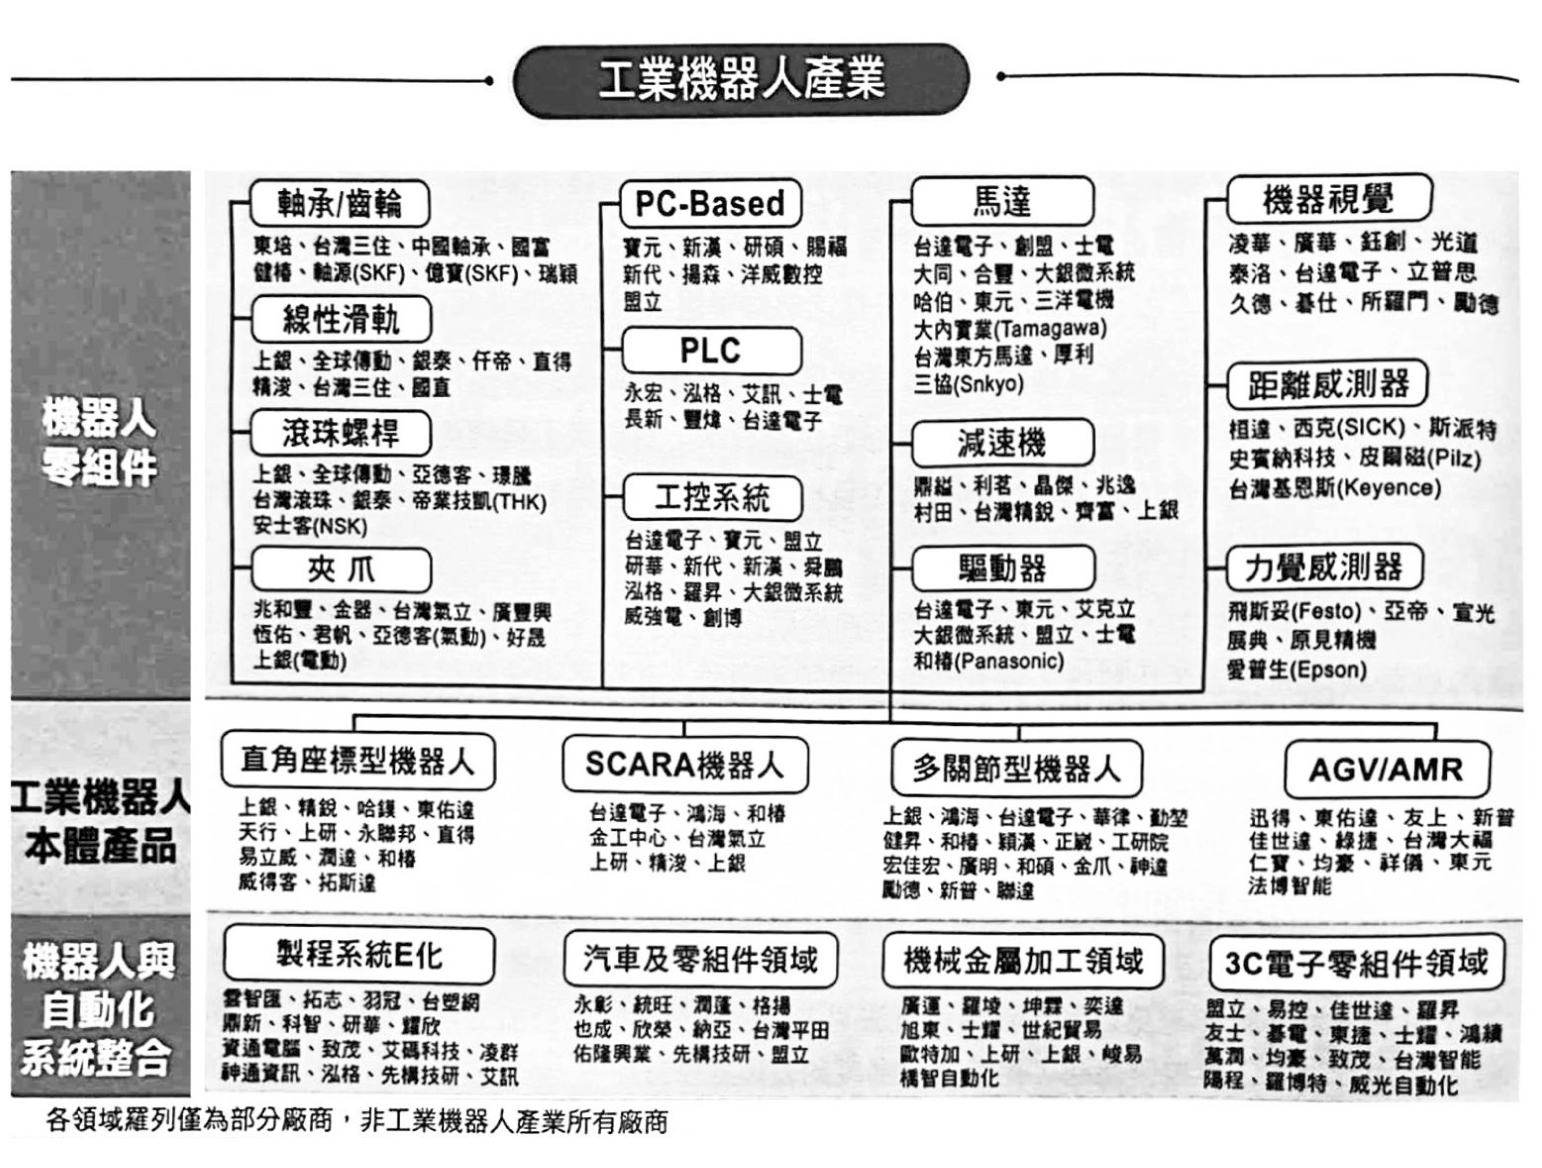 工業機器人產業
機器人
零組件
軸承/齒輪
東培、台灣三住、中國軸承、國富
健椿、軸源(SKF)、億寶(SKF)、瑞穎
線性滑軌
上銀、全球傳動、銀泰、仟帝、直得
精浚、台灣三住、國直
滾珠螺桿
上銀、全球傳動、亞德客、璟騰
台灣滾珠、銀泰、帝業技凱(THK)
安士客(NSK)
夾爪
兆和豐、金器、台灣氣立、廣豐興
恆佑、君帆、亞德客(氣動)、好晟
上銀(電動)
PC-Based
寶元、新漢、研碩、賜福
新代、揚森、洋威數控
盟立
PLC
永宏、泓格、艾訊、士電
長新、豐煒、台達電子
工控系統
台達電子、寶元、盟立
研華、新代、新漢、舜鵬
泓格、羅昇、大銀微系統
威強電、創博
馬達
台達電子、創盟、士電
大同、合豐、大銀微系統
哈伯、東元、三洋電機
大內實業(Tamagawa)
台灣東方馬達、厚利
三協(Snkyo)
減速機
鼎縊、利茗、晶傑、兆逸
村田、台灣精銳、齊富、上銀
驅動器
台達電子、東元、艾克立
大銀微系統、盟立、士電
和椿(Panasonic)
機器視覺
凌華、廣華、鈺創、光道
泰洛、台達電子、立普思
久德、碁仕、所羅門、勵德
距離感測器
桓達、西克(SICK)、斯派特
史賓納科技、皮爾磁(Pilz)
台灣基恩斯(Keyence)
力覺感測器
飛斯妥(Festo)、亞帝、宣光
展典、原見精機
愛普生(Epson)
工業機器人
本體產品
直角座標型機器人
上銀、精銳、哈鏷、東佑達
天行、上研、永聯邦、直得
易立威、潤達、和椿
威得客、拓斯達
SCARA機器人
台達電子、鴻海、和椿
金工中心、台灣氣立
上研、精浚、上銀
多關節型機器人
上銀、鴻海、台達電子、華律、勤堃
健昇、和椿、穎漢、正崴、工研院
宏佳宏、廣明、和碩、金爪、神達
勵德、新普、聯達
AGV/AMR
迅得、東佑達、友上、新普
佳世達、綠捷、台灣大福
仁寶、均豪、祥儀、東元
法博智能
機器人與
自動化
系統整合
製程系統E化
雲智匯、拓志、羽冠、台塑網
鼎新、科智、研華、耀欣
資通電腦、致茂、艾碼科技、凌群
神通資訊、泓格、先構技研、艾訊
汽車及零組件領域
永彰、統旺、潤蓬、格揚
也成、欣榮、納亞、台灣平田
佑隆興業、先構技研、盟立
機械金屬加工領域
廣運、羅堎、坤霖、奕達
旭東、士耀、世紀貿易
歐特加、上研、上銀、峻易
構智自動化
3C電子零組件領域
盟立、易控、佳世達、羅昇
友士、碁電、東捷、士耀、鴻績
萬潤、均豪、致茂、台灣智能
陽程、羅博特、威光自動化
各領域羅列僅為部分廠商，非工業機器人產業所有廠商